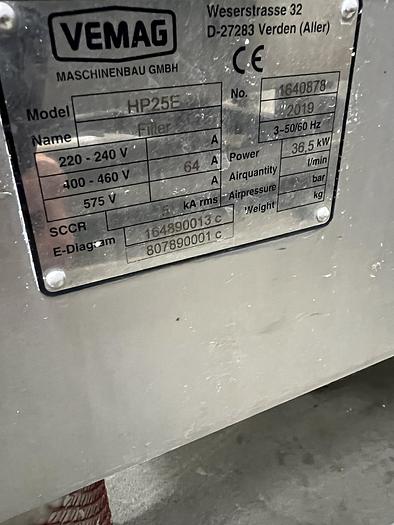 VEMAG
MASCHINENBAU GMBH
Weserstrasse 32
D-27283 Verden (Aller)
CE
Model HP25E No. 1640878
Name Filler 2019
220 - 240 V A 3~50/60 Hz
400 - 460 V 64 A Power 36,5 kW
575 V A Airquantity l/min
SCCR 5 kA rms Airpressure bar
E-Diagram 164890013 c Weight kg
807890001 c